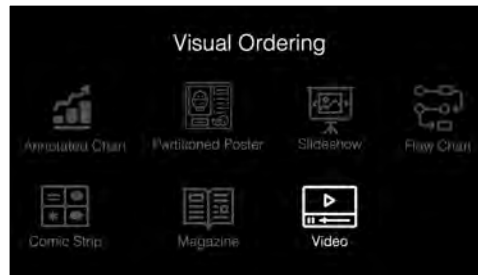 Visual Ordering
Annotated Chart
Partitioned Poster
Slideshow
Flow Chart
Comic Strip
Magazine
Video